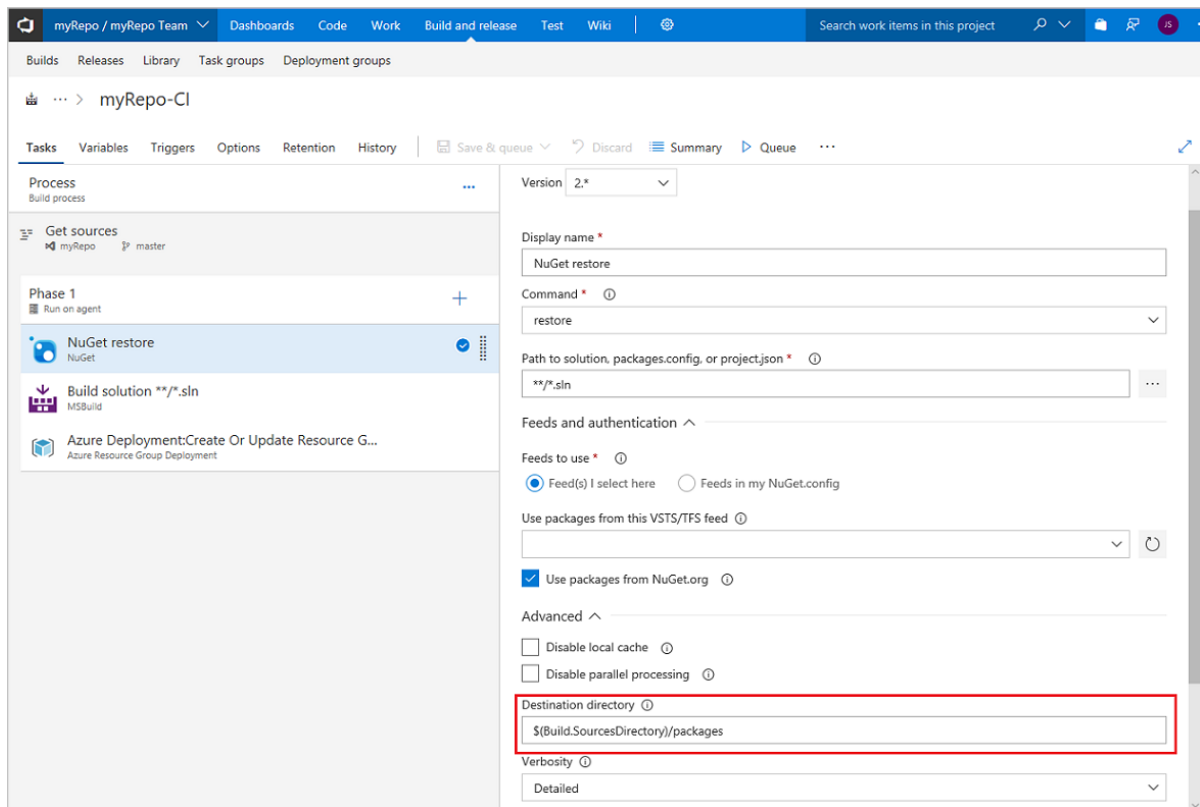 myRepo / myRepo Team Dashboards Code Work Build and release Test Wiki Search work items in this project JS
Builds Releases Library Task groups Deployment groups
··· > myRepo-CI
Tasks Variables Triggers Options Retention History Save & queue Discard Summary Queue ···
Process
Build process
Get sources
myRepo master
Phase 1
Run on agent
NuGet restore
NuGet
Build solution **/*.sln
MSBuild
Azure Deployment:Create Or Update Resource G...
Azure Resource Group Deployment
Version 2.*
Display name *
NuGet restore
Command *
restore
Path to solution, packages.config, or project.json *
**/*.sln
Feeds and authentication
Feeds to use *
Feed(s) I select here Feeds in my NuGet.config
Use packages from this VSTS/TFS feed
Use packages from NuGet.org
Advanced
Disable local cache
Disable parallel processing
Destination directory
$(Build.SourcesDirectory)/packages
Verbosity
Detailed